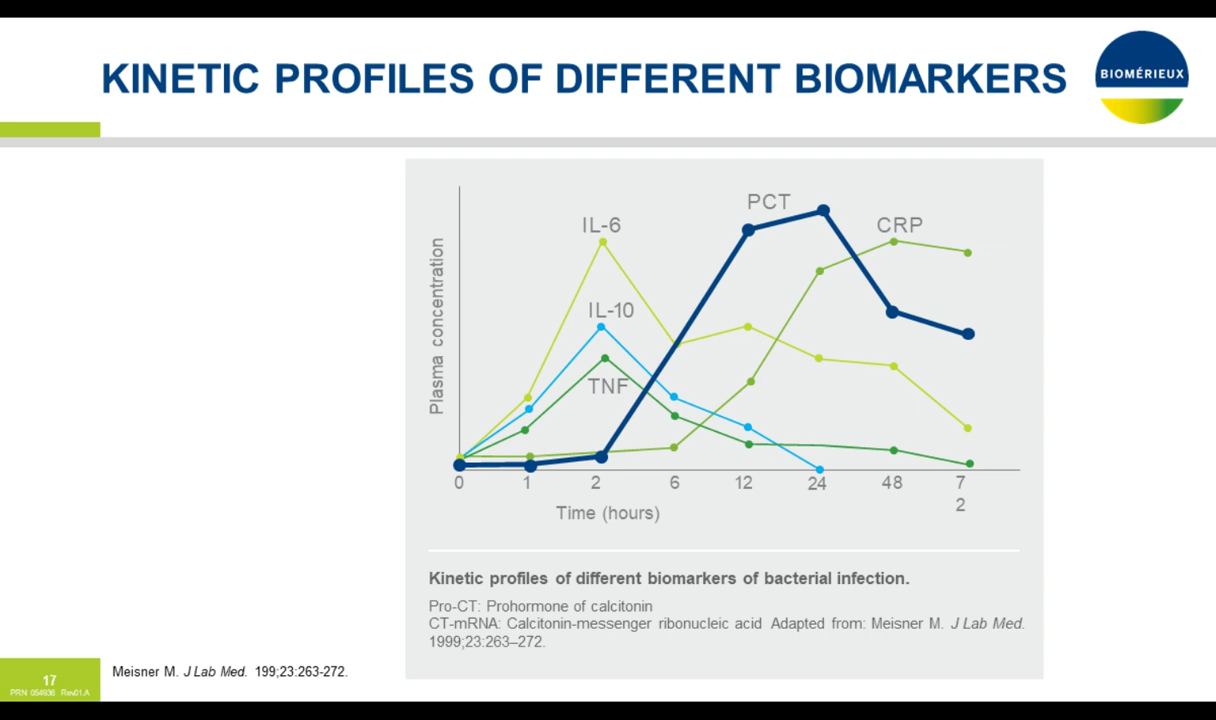 KINETIC PROFILES OF DIFFERENT BIOMARKERS
BIOMÉRIEUX
Plasma concentration
IL-6
IL-10
TNF
PCT
CRP
0 1 2 6 12 24 48 7
2
Time (hours)
Kinetic profiles of different biomarkers of bacterial infection.
Pro-CT: Prohormone of calcitonin
CT-mRNA: Calcitonin-messenger ribonucleic acid Adapted from: Meisner M. J Lab Med.
1999;23:263–272.
Meisner M. J Lab Med. 199;23:263-272.
17
PRN 054936 Rev01.A